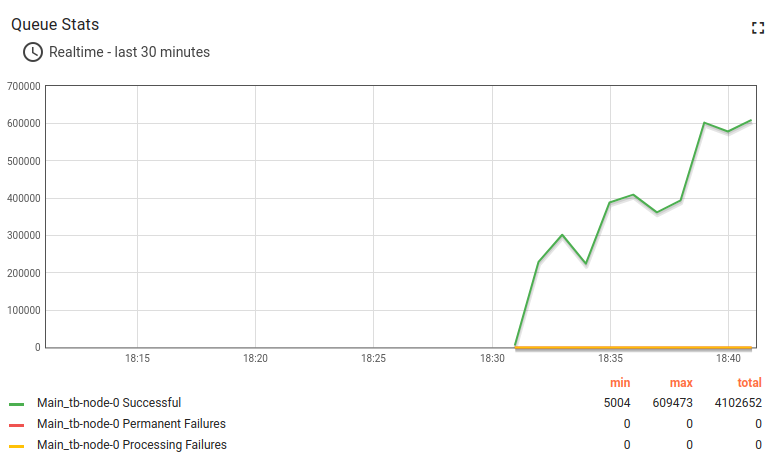 Queue Stats
Realtime - last 30 minutes
700000
600000
500000
400000
300000
200000
100000
0
18:15 18:20 18:25 18:30 18:35 18:40
min max total
Main_tb-node-0 Successful 5004 609473 4102652
Main_tb-node-0 Permanent Failures 0 0 0
Main_tb-node-0 Processing Failures 0 0 0